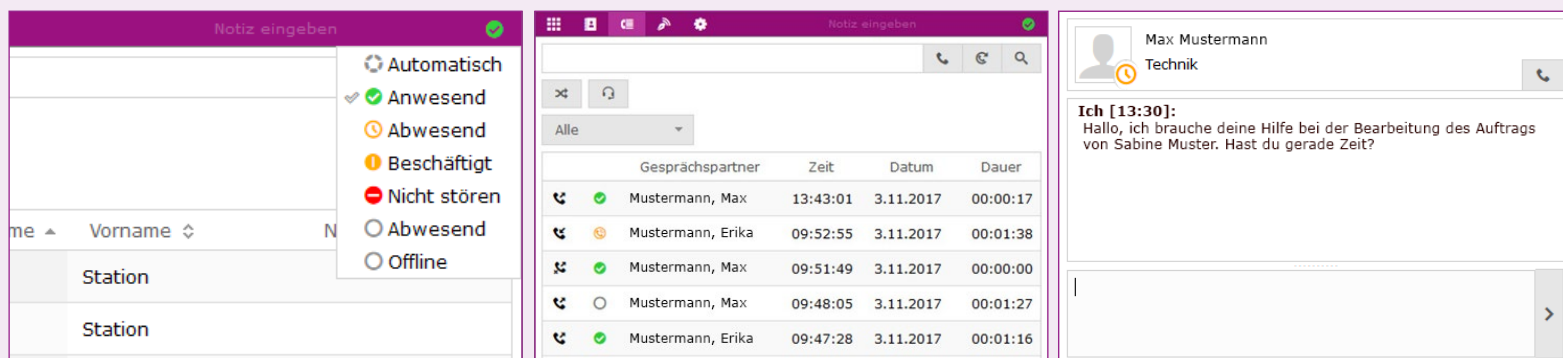 Notiz eingeben
Automatisch
Anwesend
Abwesend
Beschäftigt
Nicht stören
Abwesend
Offline
me Vorname N
Station
Station
Notiz eingeben
Alle
Gesprächspartner Zeit Datum Dauer
Mustermann, Max 13:43:01 3.11.2017 00:00:17
Mustermann, Erika 09:52:55 3.11.2017 00:01:38
Mustermann, Max 09:51:49 3.11.2017 00:00:00
Mustermann, Max 09:48:05 3.11.2017 00:01:27
Mustermann, Erika 09:47:28 3.11.2017 00:01:16
Max Mustermann
Technik
Ich [13:30]:
Hallo, ich brauche deine Hilfe bei der Bearbeitung des Auftrags
von Sabine Muster. Hast du gerade Zeit?